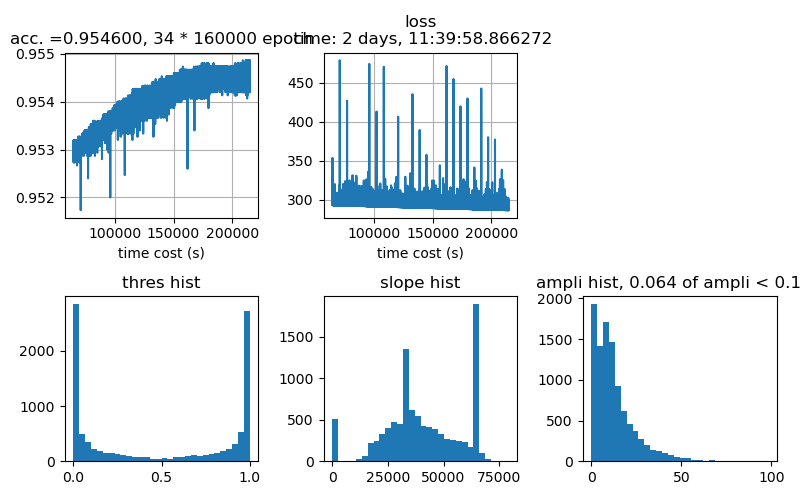 acc. =0.954600, 34 * 160000 epoch
0.955
0.954
0.953
0.952
100000 150000 200000
time cost (s)
loss
time: 2 days, 11:39:58.866272
450
400
350
300
100000 150000 200000
time cost (s)
thres hist
2000
1000
0
0.0 0.5 1.0
slope hist
1500
1000
500
0
0 25000 50000 75000
ampli hist, 0.064 of ampli < 0.1
2000
1500
1000
500
0
0 50 100